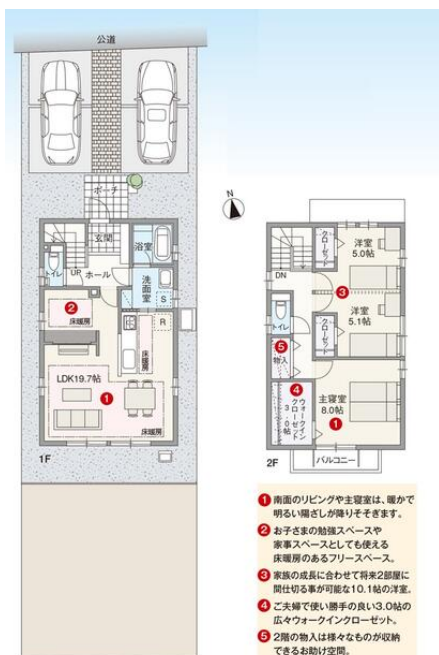 公道
ポーチ
玄関
浴室
トイレ
UP
ホール
洗面室
S
2
床暖房
R
床暖房
LDK19.7帖
1
床暖房
1F
N
クローゼット
洋室
5.0帖
DN
3
洋室
5.1帖
トイレ
クローゼット
5
物入
4
ウォークイン
クローゼット
3.0帖
主寝室
8.0帖
1
バルコニー
2F
1 南面のリビングや主寝室は、暖かで
明るい陽ざしが降りそそぎます。
2 お子さまの勉強スペースや
家事スペースとしても使える
床暖房のあるフリースペース。
3 家族の成長に合わせて将来2部屋に
間仕切る事が可能な10.1帖の洋室。
4 ご夫婦で使い勝手の良い3.0帖の
広々ウォークインクローゼット。
5 2階の物入は様々なものが収納
できるお助け空間。